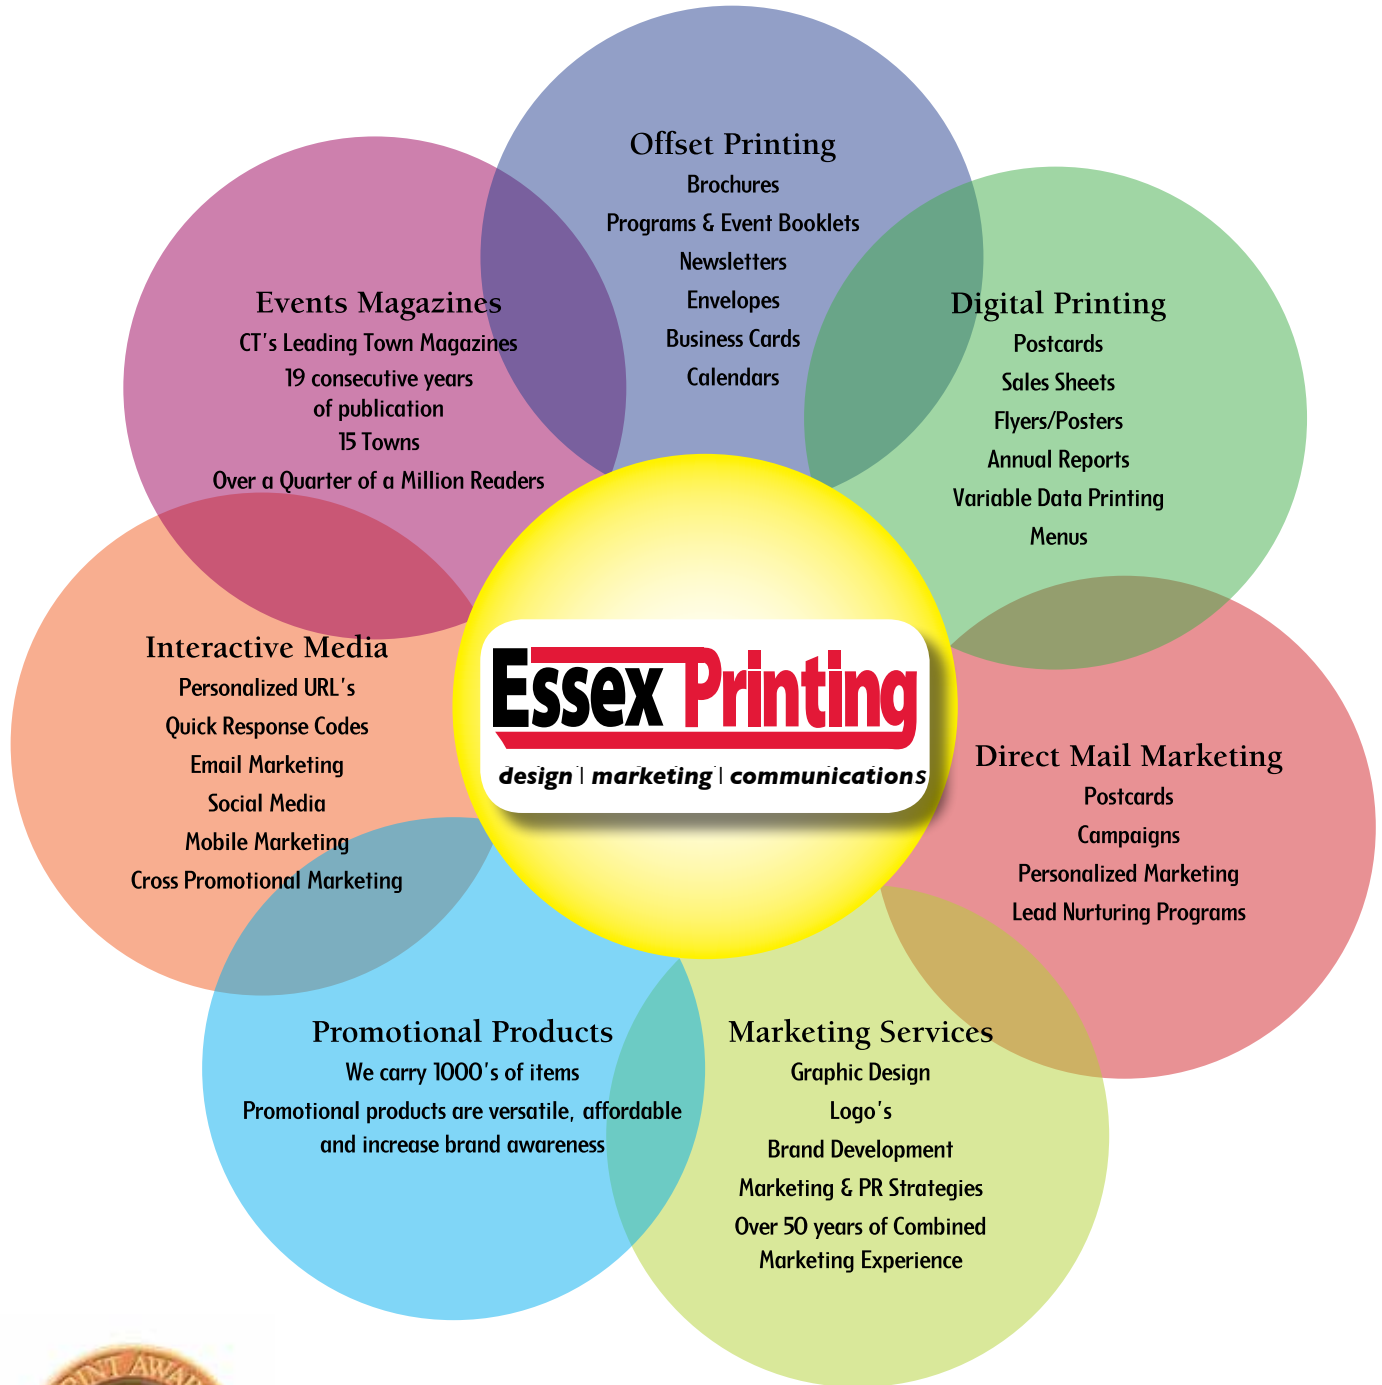 Offset Printing
Brochures
Programs & Event Booklets
Newsletters
Envelopes
Business Cards
Calendars
Digital Printing
Postcards
Sales Sheets
Flyers/Posters
Annual Reports
Variable Data Printing
Menus
Direct Mail Marketing
Postcards
Campaigns
Personalized Marketing
Lead Nurturing Programs
Marketing Services
Graphic Design
Logo's
Brand Development
Marketing & PR Strategies
Over 50 years of Combined
Marketing Experience
Promotional Products
We carry 1000's of items
Promotional products are versatile, affordable
and increase brand awareness
Interactive Media
Personalized URL's
Quick Response Codes
Email Marketing
Social Media
Mobile Marketing
Cross Promotional Marketing
Events Magazines
CT's Leading Town Magazines
19 consecutive years
of publication
15 Towns
Over a Quarter of a Million Readers
Essex Printing
design | marketing | communications